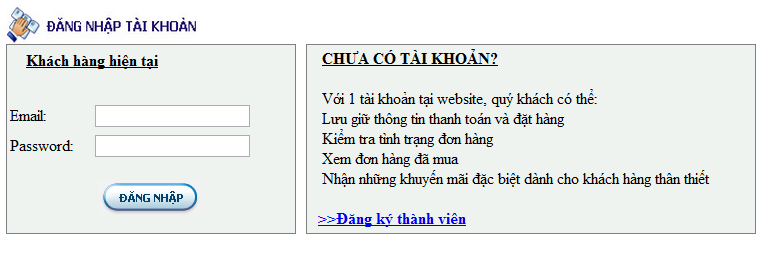 ĐĂNG NHẬP TÀI KHOẢN
Khách hàng hiện tại
Email:
Password:
ĐĂNG NHẬP
CHƯA CÓ TÀI KHOẢN?
Với 1 tài khoản tại website, quý khách có thể:
Lưu giữ thông tin thanh toán và đặt hàng
Kiểm tra tình trạng đơn hàng
Xem đơn hàng đã mua
Nhận những khuyến mãi đặc biệt dành cho khách hàng thân thiết
>>Đăng ký thành viên